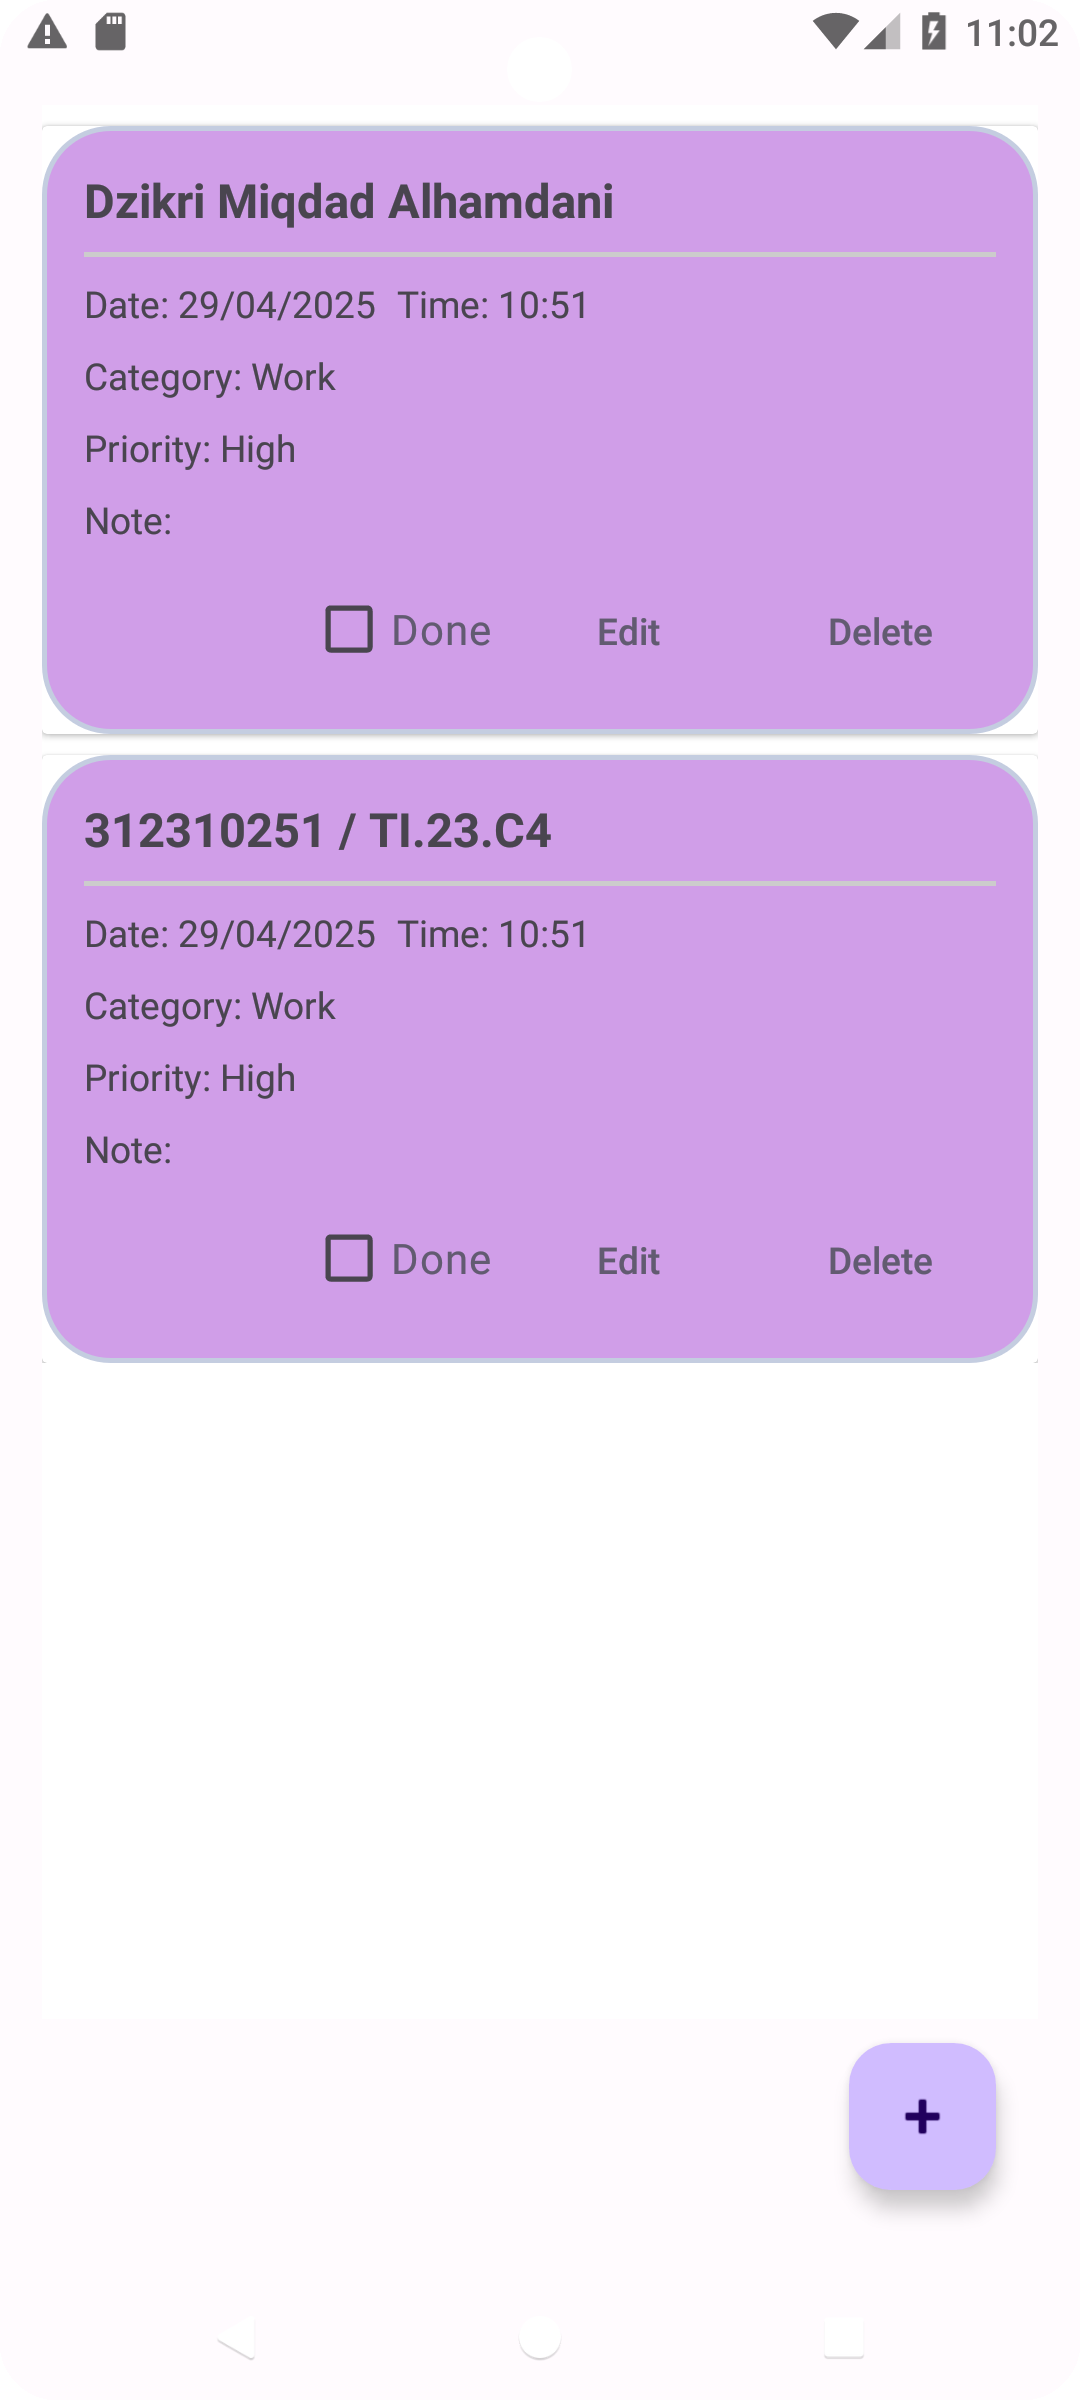 11:02
Dzikri Miqdad Alhamdani
Date: 29/04/2025 Time: 10:51
Category: Work
Priority: High
Note:
Done Edit Delete
312310251 / TI.23.C4
Date: 29/04/2025 Time: 10:51
Category: Work
Priority: High
Note:
Done Edit Delete